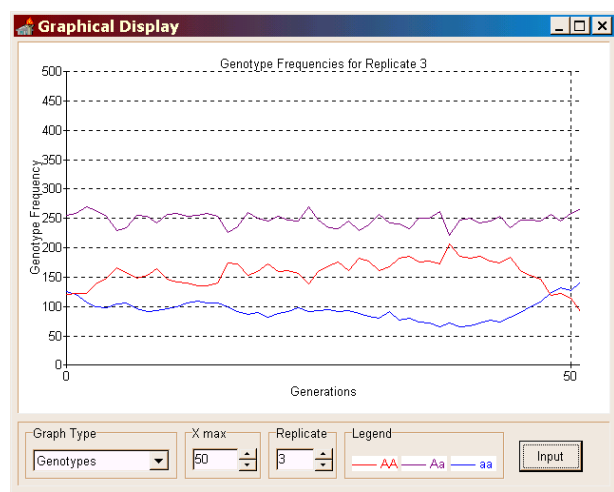 Graphical Display
Genotype Frequencies for Replicate 3
500
450
400
350
300
250
200
150
100
50
0
Genotype Frequency
0 50
Generations
Graph Type X max Replicate Legend
Genotypes 50 3 AA Aa aa Input